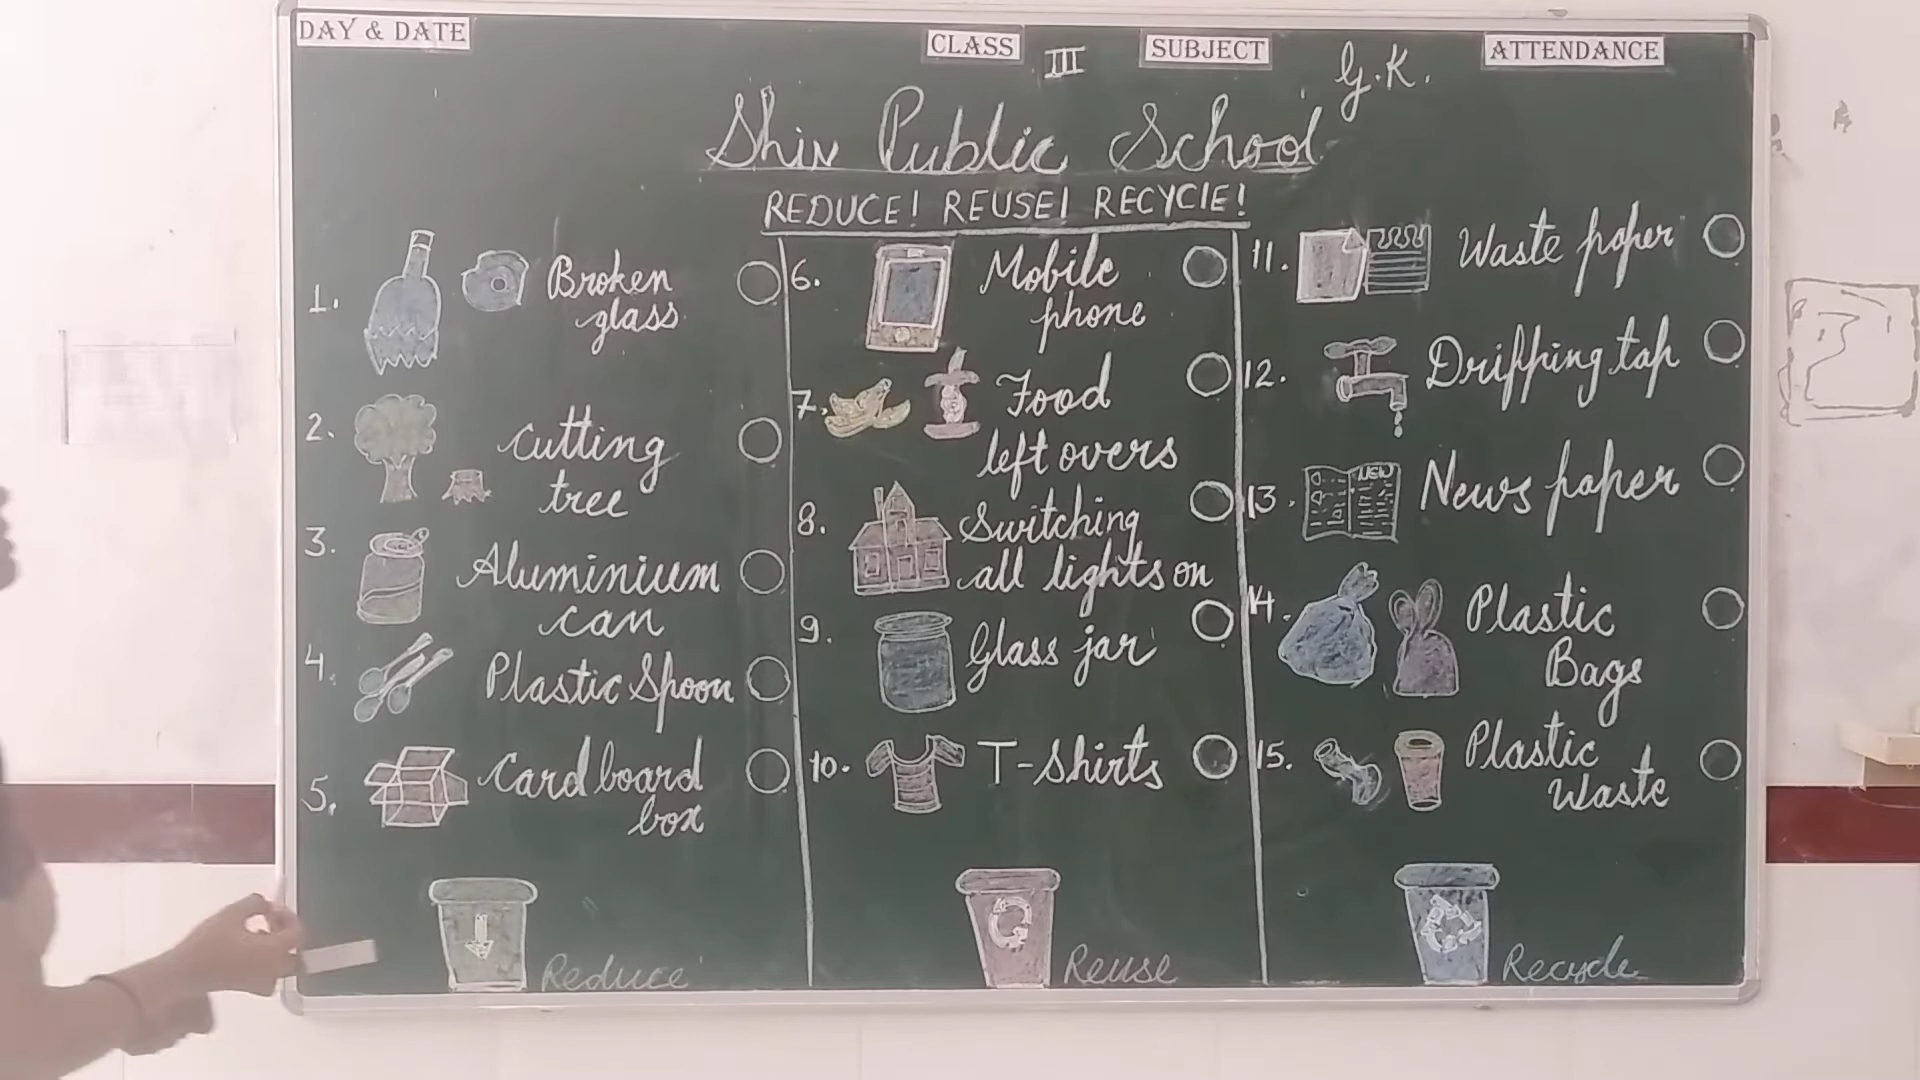 DAY & DATE
CLASS III
SUBJECT G.K.
ATTENDANCE
Shiv Public School
REDUCE! REUSE! RECYCLE!
1. Broken
glass
2. Cutting
tree
3. Aluminium
can
4. Plastic Spoon
5. Cardboard
box
6. Mobile
phone
7. Food
left overs
8. Switching
all lights on
9. Glass jar
10. T-Shirts
11. Waste paper
12. Dripping tap
13. News paper
NEW
14. Plastic
Bags
15. Plastic
Waste
Reduce
Reuse
Recycle